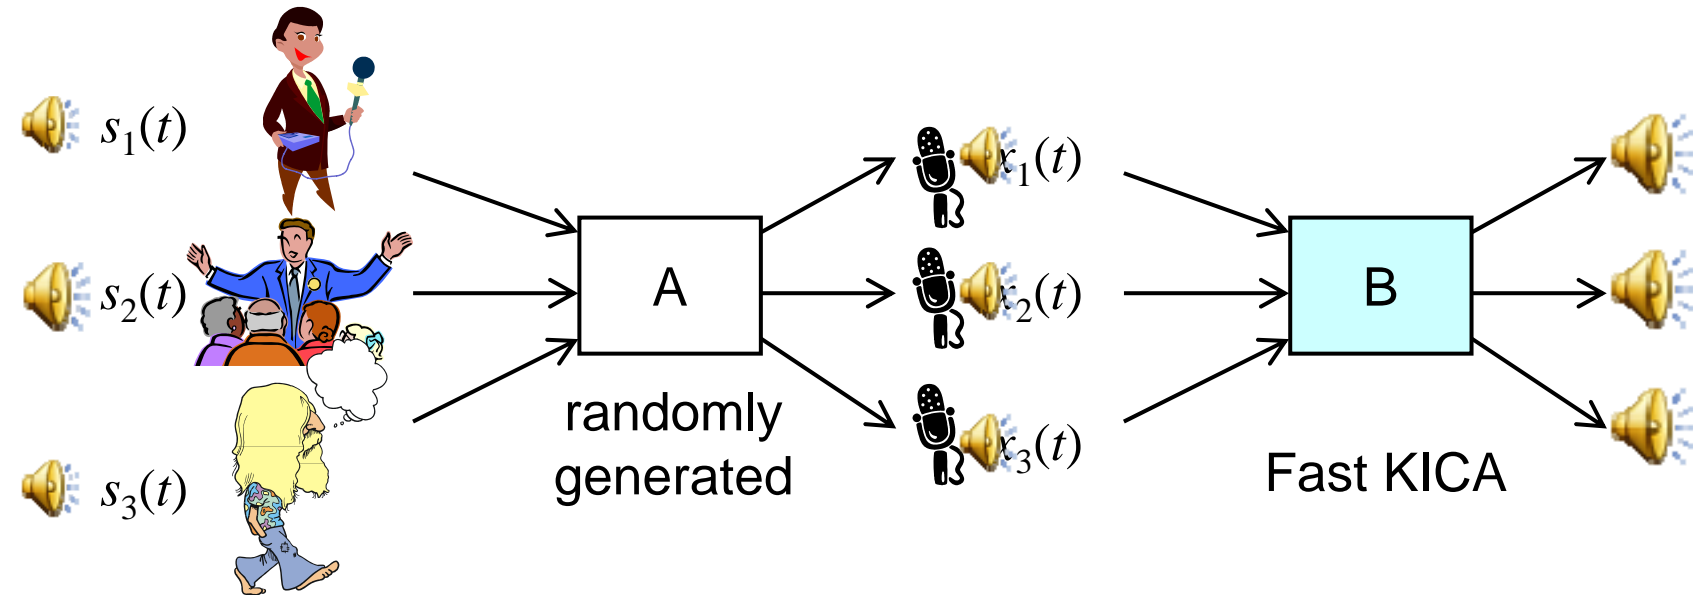 s₁(t)
s₂(t)
s₃(t)
A
randomly
generated
x₁(t)
x₂(t)
x₃(t)
B
Fast KICA